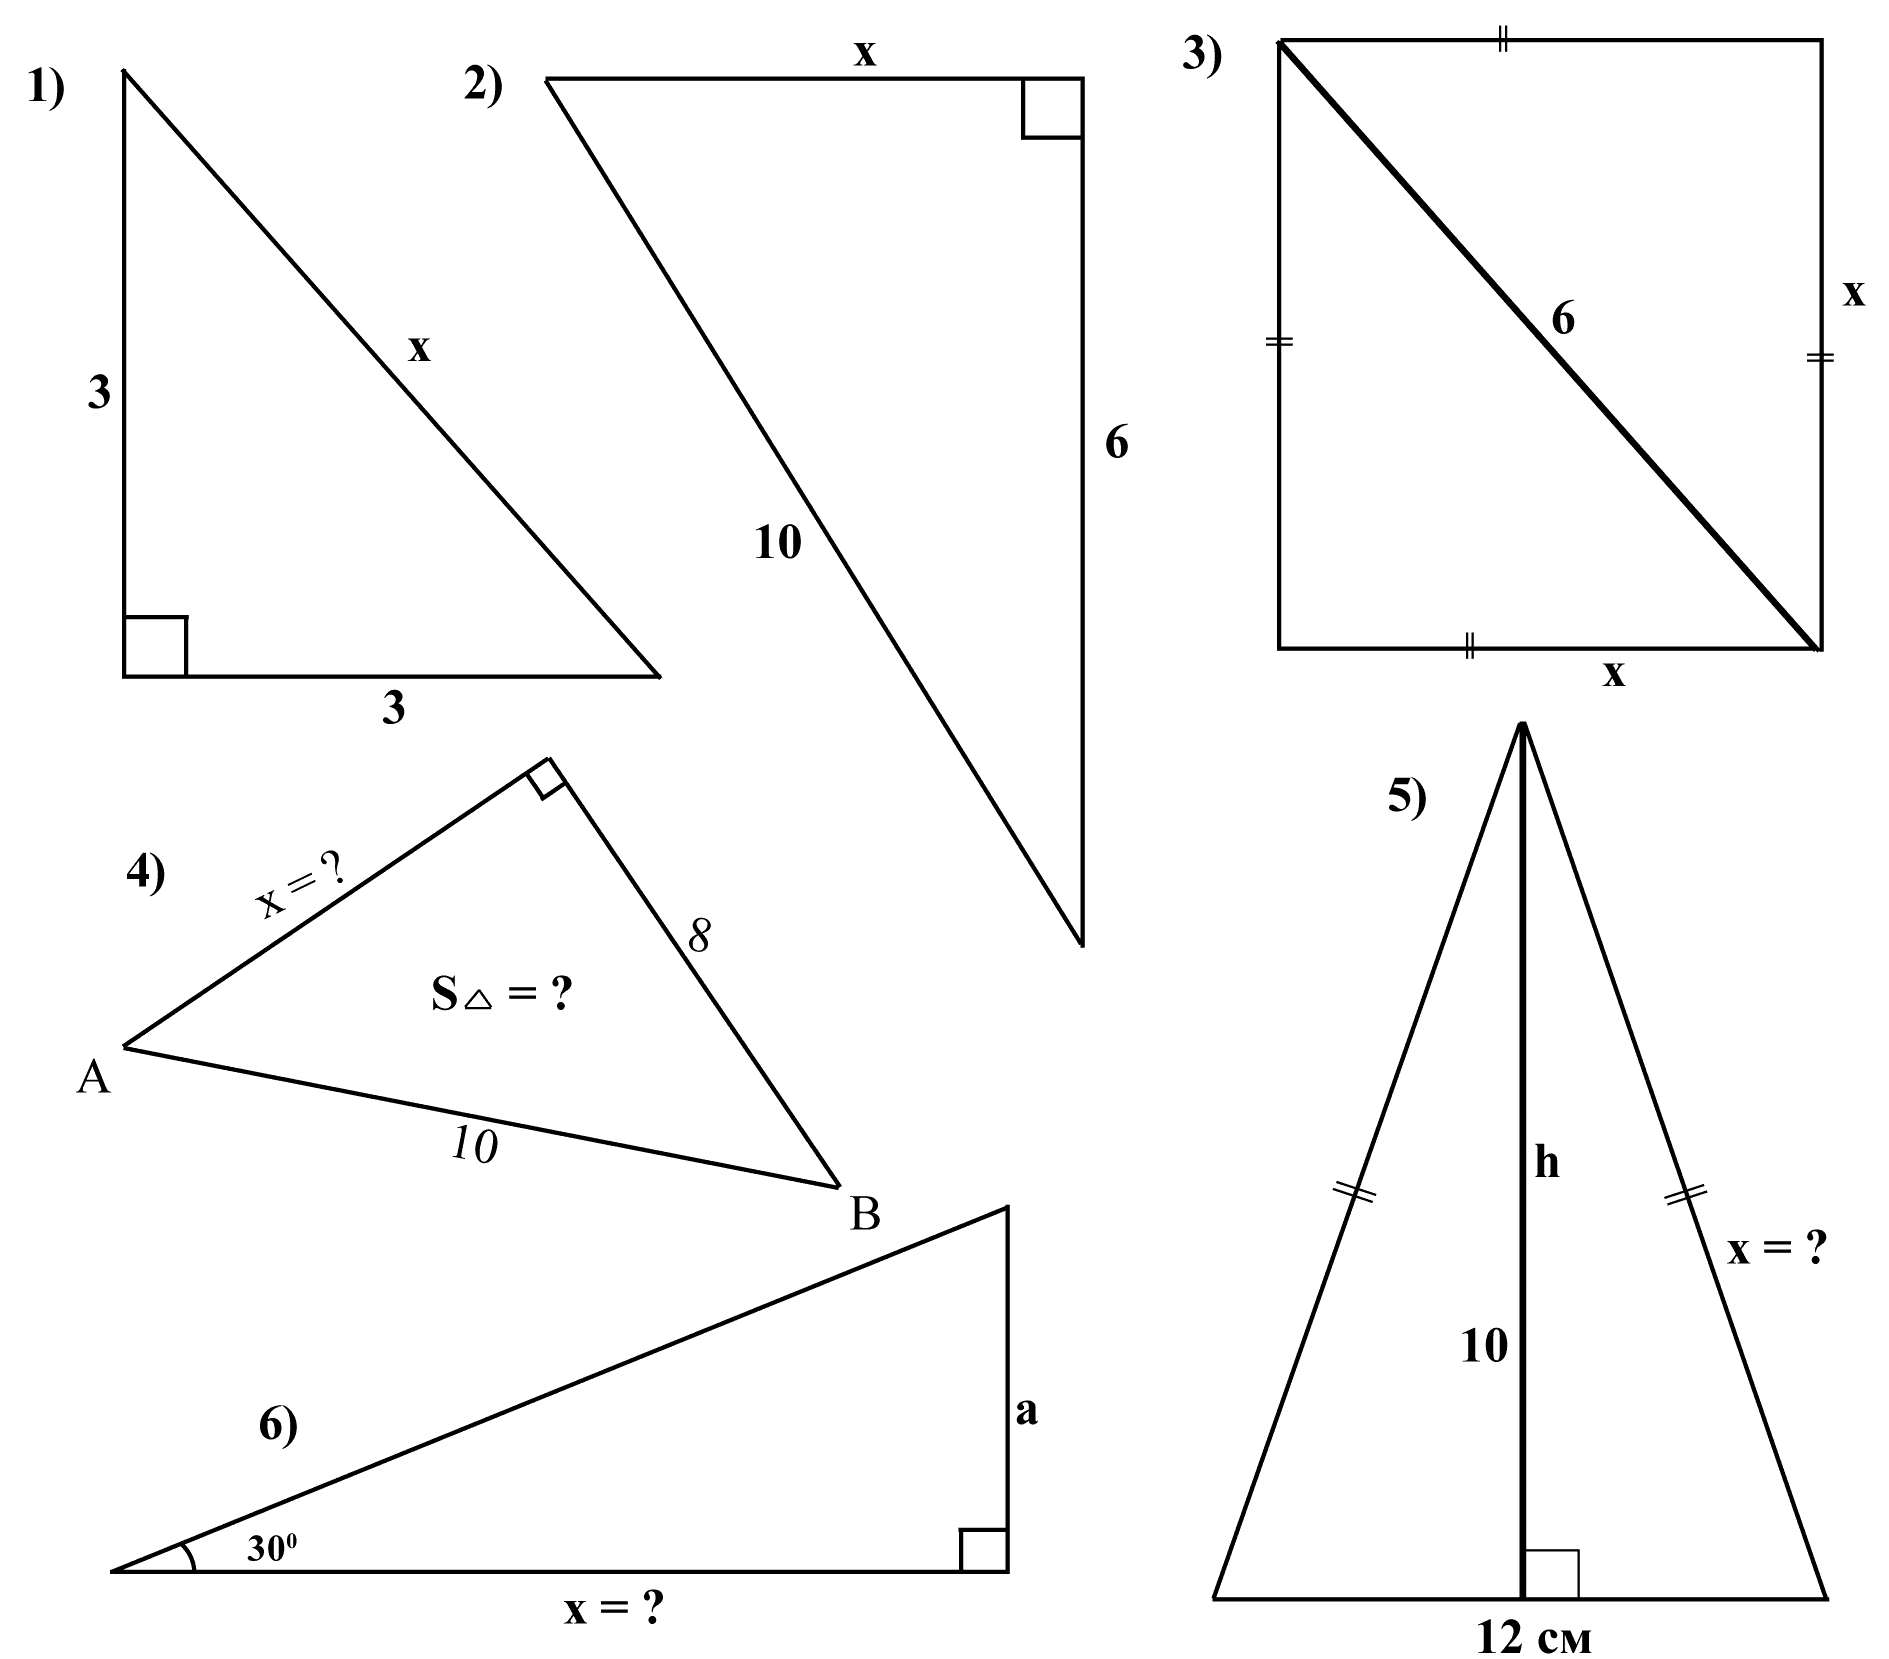 1)
3
x
3
2)
x
10
6
3)
6
x
x
4)
x = ?
8
S△ = ?
A
10
B
5)
h
x = ?
10
12 см
6)
30⁰
a
x = ?